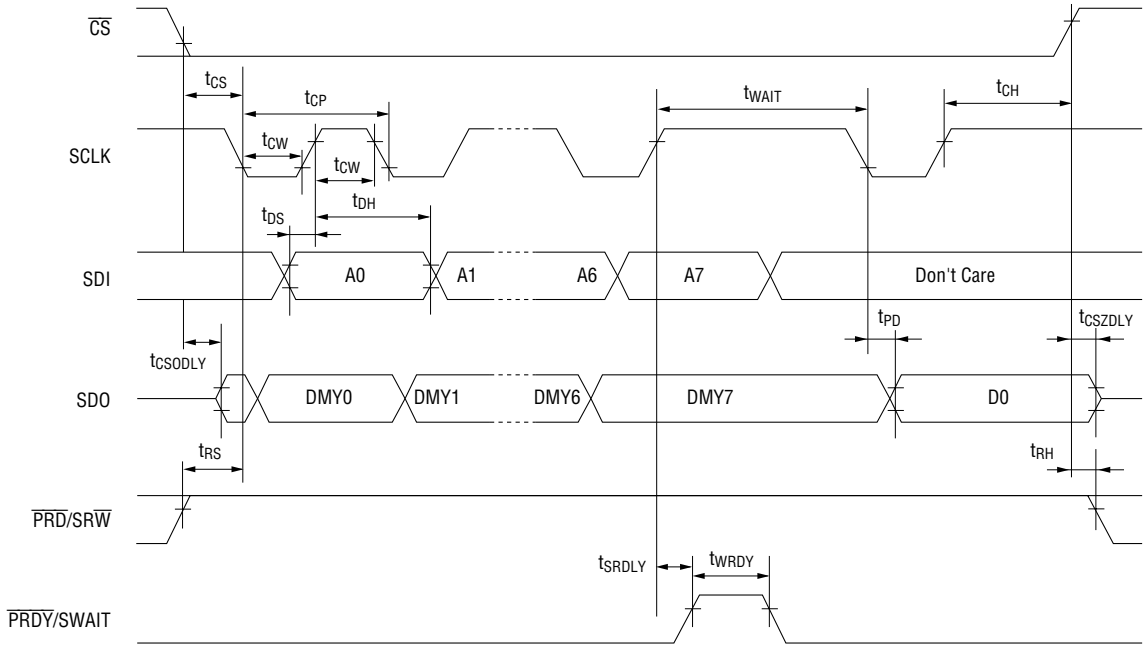 CS
tCS
tCP
tWAIT
tCH
SCLK
tCW
tCW
tDS
tDH
SDI
A0
A1
A6
A7
Don't Care
tCSODLY
tPD
tCSZDLY
SDO
DMY0
DMY1
DMY6
DMY7
D0
tRS
tRH
PRD/SRW
tSRDLY
tWRDY
PRDY/SWAIT